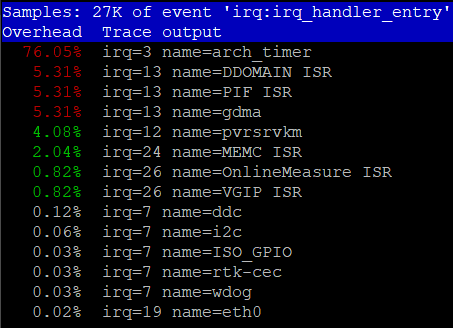 Samples: 27K of event 'irq:irq_handler_entry'
Overhead  Trace output
76.05%  irq=3 name=arch_timer
5.31%  irq=13 name=DDOMAIN ISR
5.31%  irq=13 name=PIF ISR
5.31%  irq=13 name=gdma
4.08%  irq=12 name=pvrsrvkm
2.04%  irq=24 name=MEMC ISR
0.82%  irq=26 name=OnlineMeasure ISR
0.82%  irq=26 name=VGIP ISR
0.12%  irq=7 name=ddc
0.06%  irq=7 name=i2c
0.03%  irq=7 name=ISO_GPIO
0.03%  irq=7 name=rtk-cec
0.03%  irq=7 name=wdog
0.02%  irq=19 name=eth0